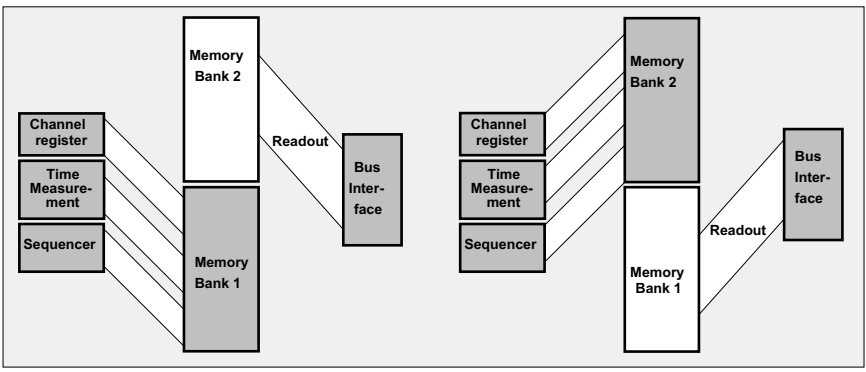 Memory
Bank 2
Channel
register
Time
Measure-
ment
Sequencer
Readout
Bus
Inter-
face
Memory
Bank 1
Memory
Bank 2
Channel
register
Time
Measure-
ment
Sequencer
Readout
Bus
Inter-
face
Memory
Bank 1